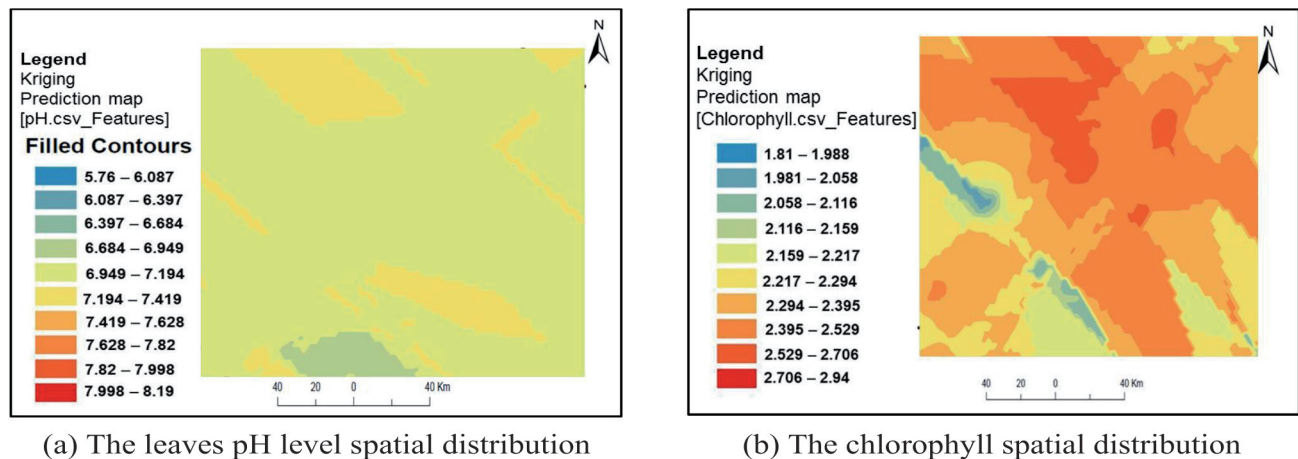 Legend
Kriging
Prediction map
[pH.csv_Features]
Filled Contours
5.76 – 6.087
6.087 – 6.397
6.397 – 6.684
6.684 – 6.949
6.949 – 7.194
7.194 – 7.419
7.419 – 7.628
7.628 – 7.82
7.82 – 7.998
7.998 – 8.19
N
40 20 0 40 Km
(a) The leaves pH level spatial distribution
Legend
Kriging
Prediction map
[Chlorophyll.csv_Features]
1.81 – 1.988
1.981 – 2.058
2.058 – 2.116
2.116 – 2.159
2.159 – 2.217
2.217 – 2.294
2.294 – 2.395
2.395 – 2.529
2.529 – 2.706
2.706 – 2.94
N
40 20 0 40 Km
(b) The chlorophyll spatial distribution